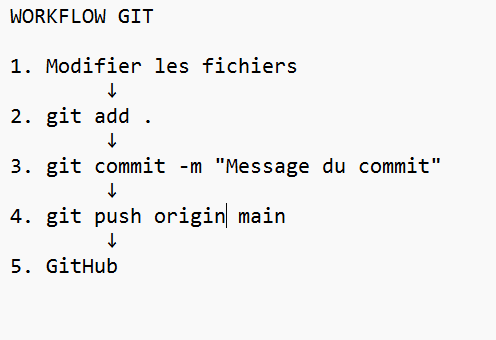 WORKFLOW GIT
1. Modifier les fichiers
↓
2. git add .
↓
3. git commit -m "Message du commit"
↓
4. git push origin main
↓
5. GitHub